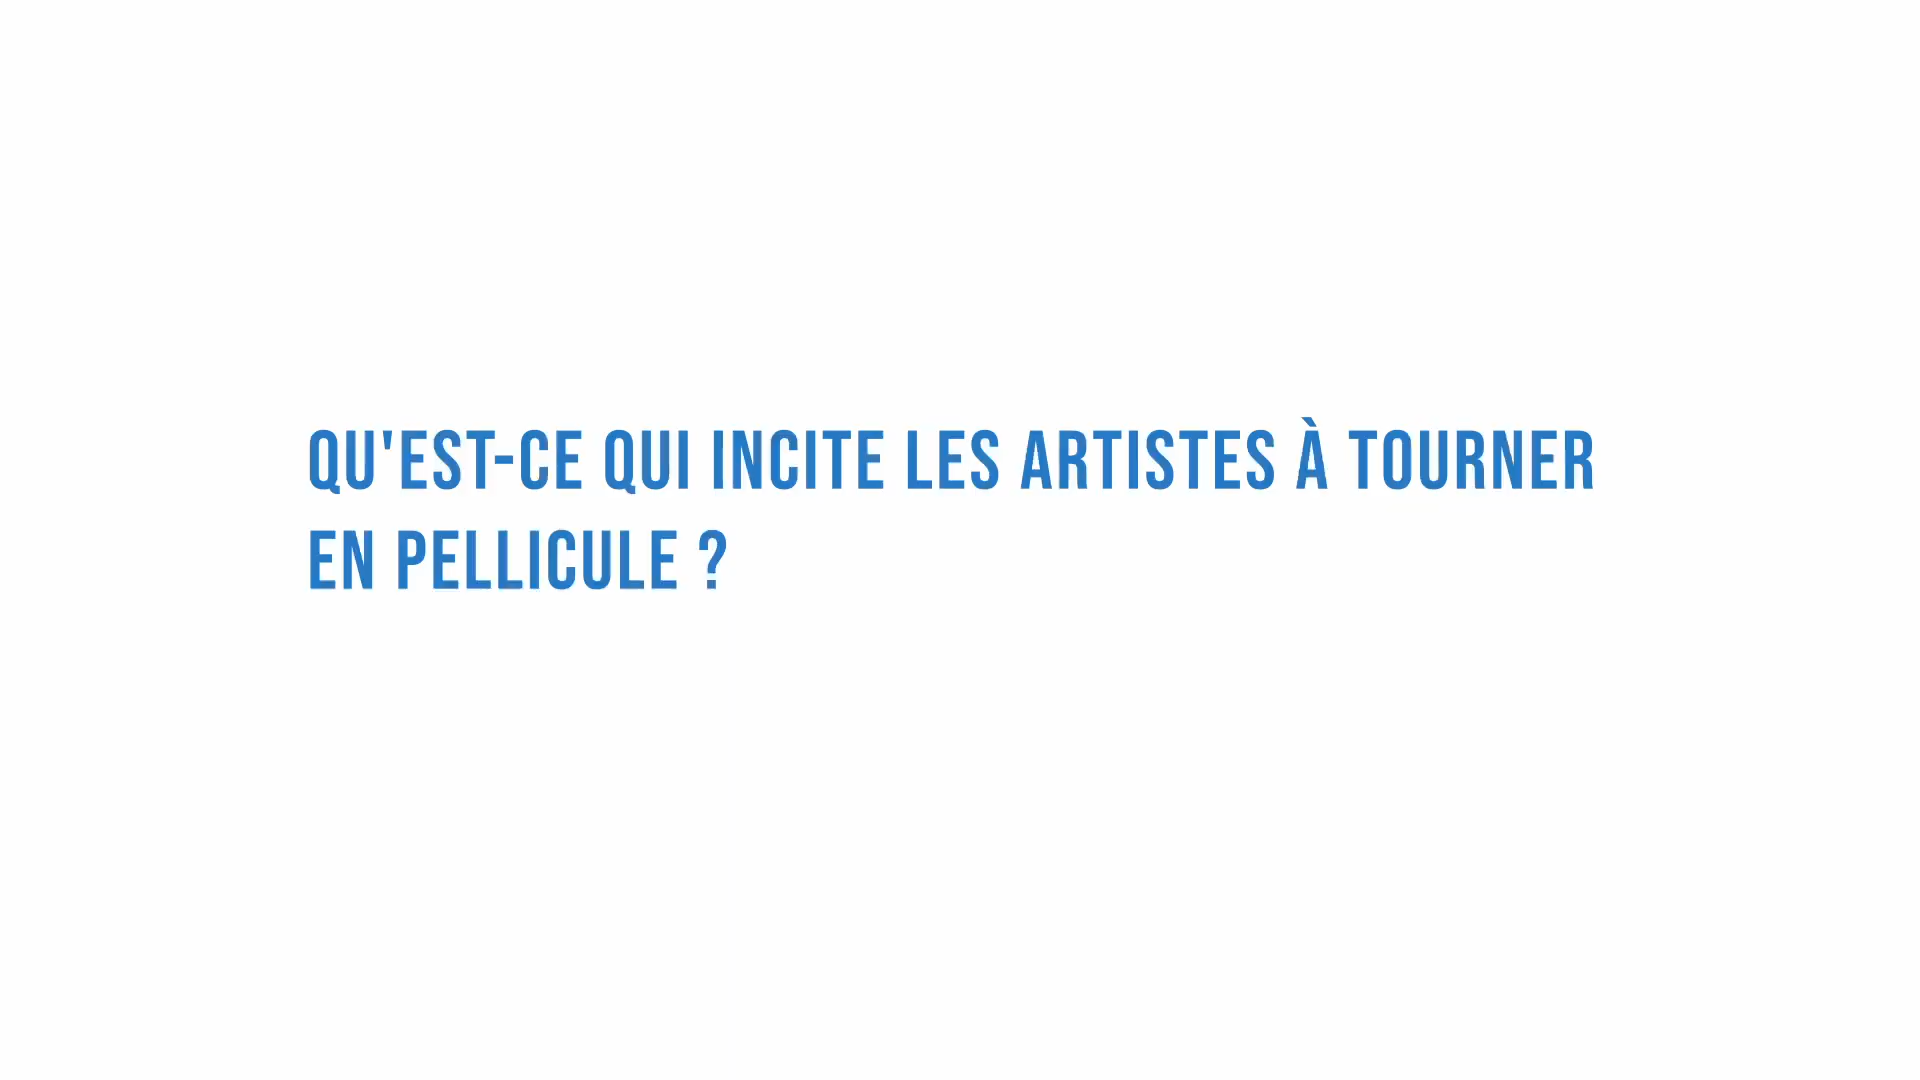 QU'EST-CE QUI INCITE LES ARTISTES À TOURNER
EN PELLICULE ?